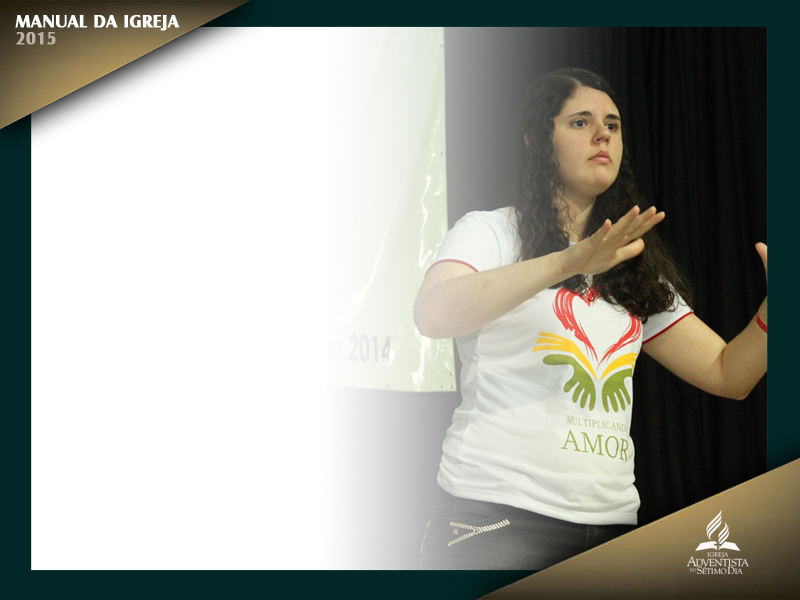 MANUAL DA IGREJA
2015
2014
MULTIPLICANDO
AMOR
IGREJA
ADVENTISTA
DO SÉTIMO DIA